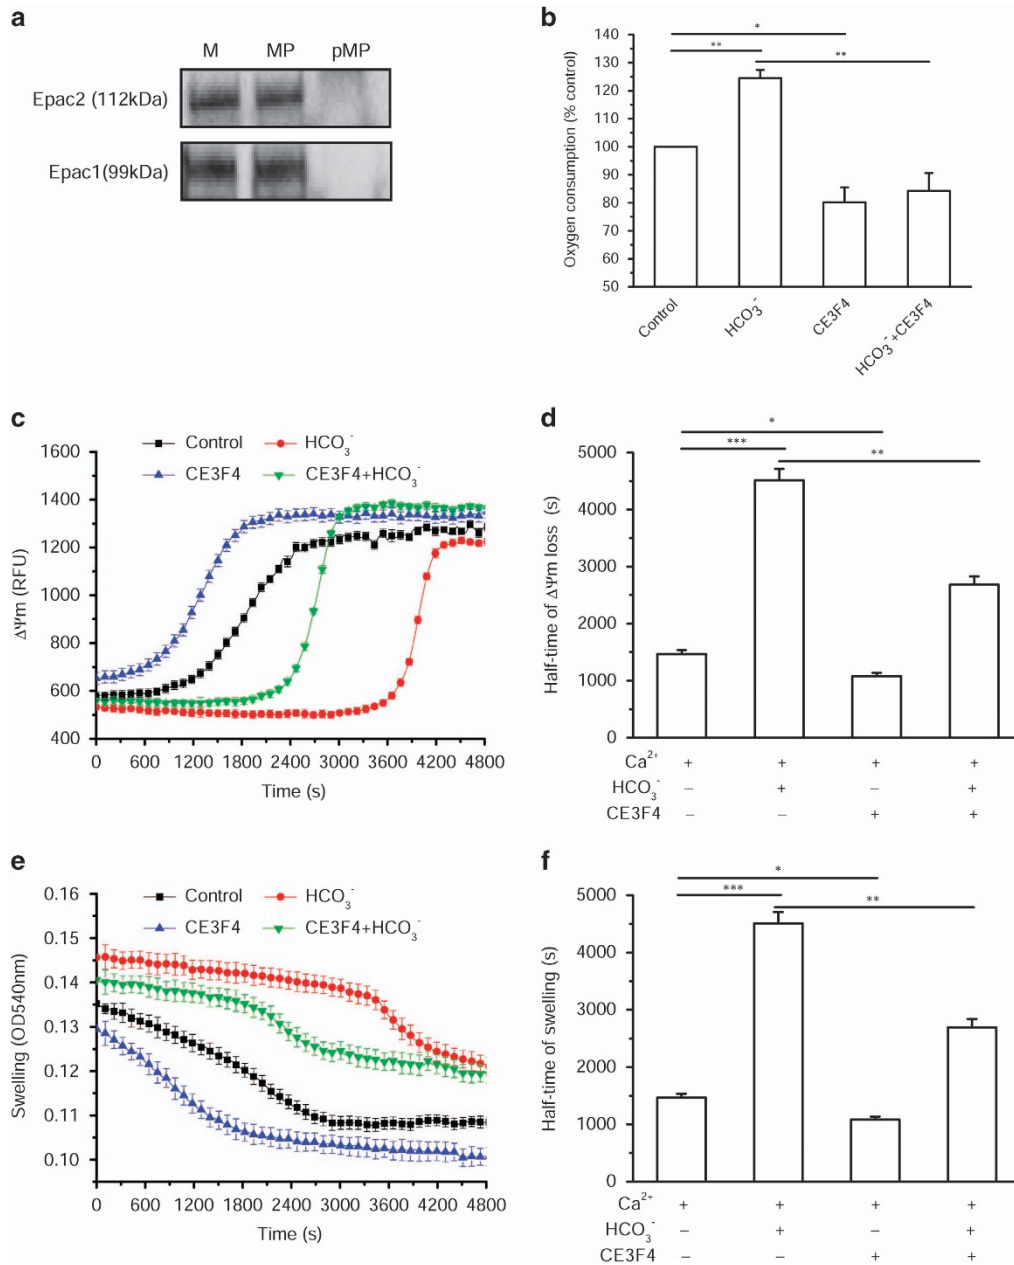 a
M MP pMP
Epac2 (112kDa)
Epac1(99kDa)
b
Oxygen consumption (% control)
140
130
120
110
100
90
80
70
60
50
*
**
**
Control
HCO3-
CE3F4
HCO3-+CE3F4
c
Control
HCO3-
CE3F4
CE3F4+HCO3-
ΔΨm (RFU)
1600
1400
1200
1000
800
600
400
0 600 1200 1800 2400 3000 3600 4200 4800
Time (s)
d
Half-time of ΔΨm loss (s)
5000
4000
3000
2000
1000
0
*
***
**
Ca2+ + + + +
HCO3- – + – +
CE3F4 – – + +
e
Control
HCO3-
CE3F4
CE3F4+HCO3-
Swelling (OD540nm)
0.16
0.15
0.14
0.13
0.12
0.11
0.10
0 600 1200 1800 2400 3000 3600 4200 4800
Time (s)
f
Half-time of swelling (s)
5000
4000
3000
2000
1000
0
*
***
**
Ca2+ + + + +
HCO3- – + – +
CE3F4 – – + +